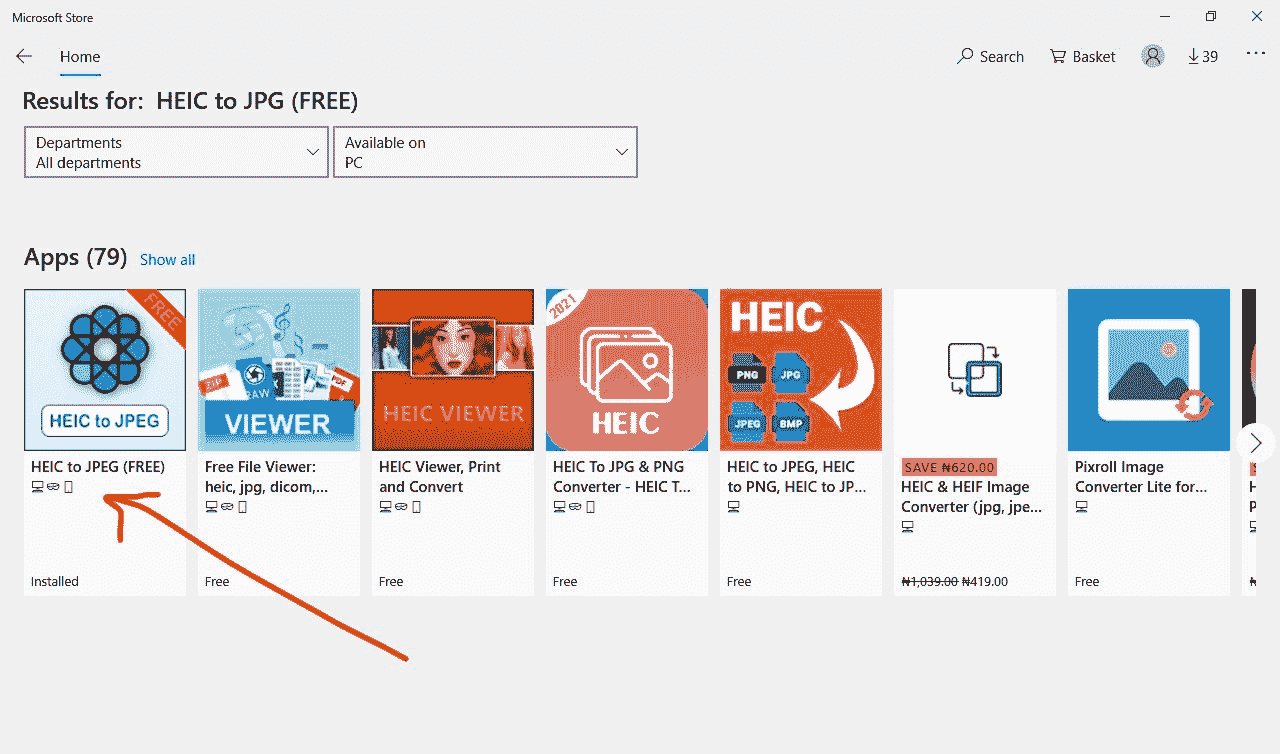 Microsoft Store
Home
Search
Basket
39
Results for: HEIC to JPG (FREE)
Departments
All departments
Available on
PC
Apps (79) Show all
FREE
HEIC to JPEG
HEIC to JPEG (FREE)
Installed
ZIP
RAW
PDF
VIEWER
Free File Viewer:
heic, jpg, dicom,...
Free
HEIC VIEWER
HEIC Viewer, Print
and Convert
Free
2021
HEIC
HEIC To JPG & PNG
Converter - HEIC T...
Free
HEIC
PNG
JPG
JPEG
BMP
HEIC to JPEG, HEIC
to PNG, HEIC to JP...
Free
SAVE ₦620.00
HEIC & HEIF Image
Converter (jpg, jpe...
₦1,039.00 ₦419.00
Pixroll Image
Converter Lite for...
Free